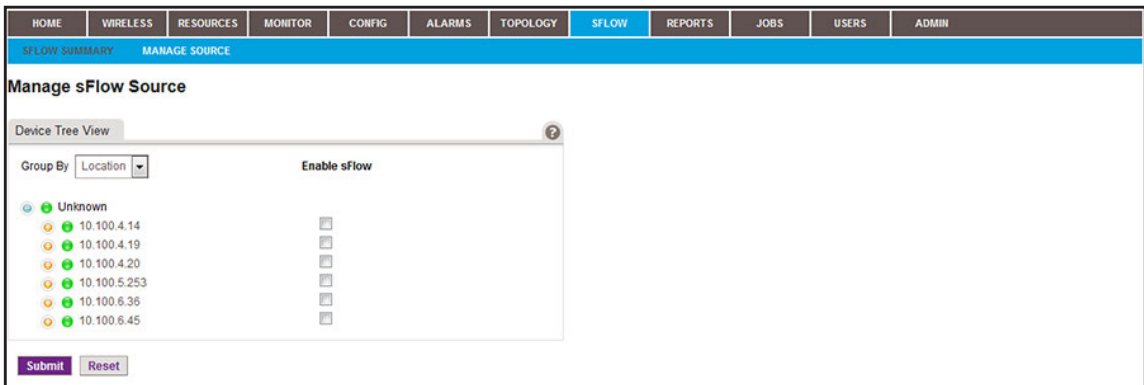 HOME WIRELESS RESOURCES MONITOR CONFIG ALARMS TOPOLOGY SFLOW REPORTS JOBS USERS ADMIN
SFLOW SUMMARY MANAGE SOURCE
Manage sFlow Source
Device Tree View ?
Group By Location Enable sFlow
Unknown
10.100.4.14
10.100.4.19
10.100.4.20
10.100.5.253
10.100.6.36
10.100.6.45
Submit Reset